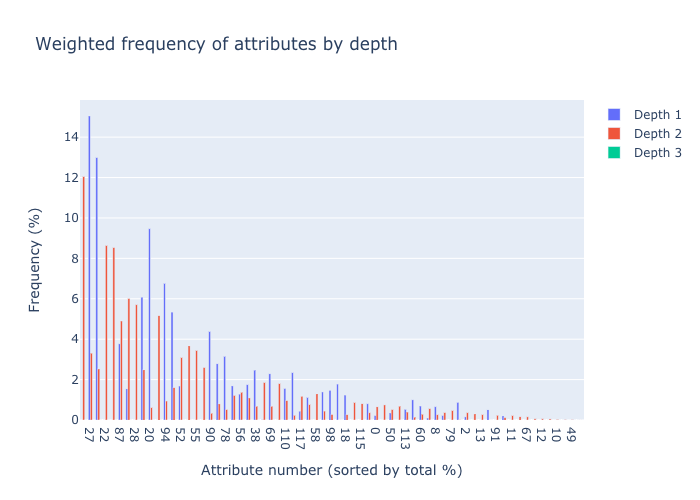 Weighted frequency of attributes by depth
Depth 1
Depth 2
Depth 3
Frequency (%)
14
12
10
8
6
4
2
0
27 22 87 28 20 94 52 55 90 78 56 38 69 110 117 58 98 18 115 0 50 113 60 8 79 2 13 91 11 67 12 10 49
Attribute number (sorted by total %)